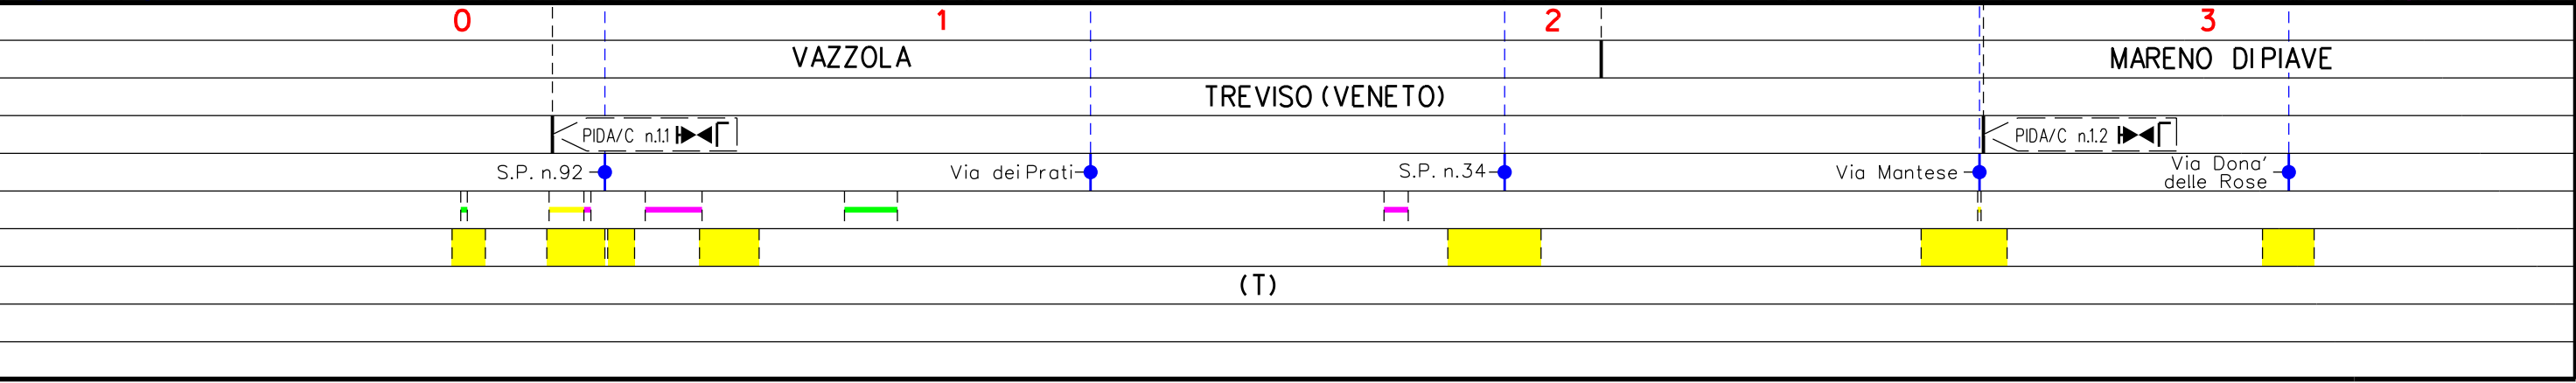 0 1 2 3
VAZZOLA MARENO DI PIAVE
TREVISO (VENETO)
PIDA/C n.1.1 PIDA/C n.1.2
S.P. n.92 Via dei Prati S.P. n.34 Via Mantese Via Dona'
delle Rose
(T)